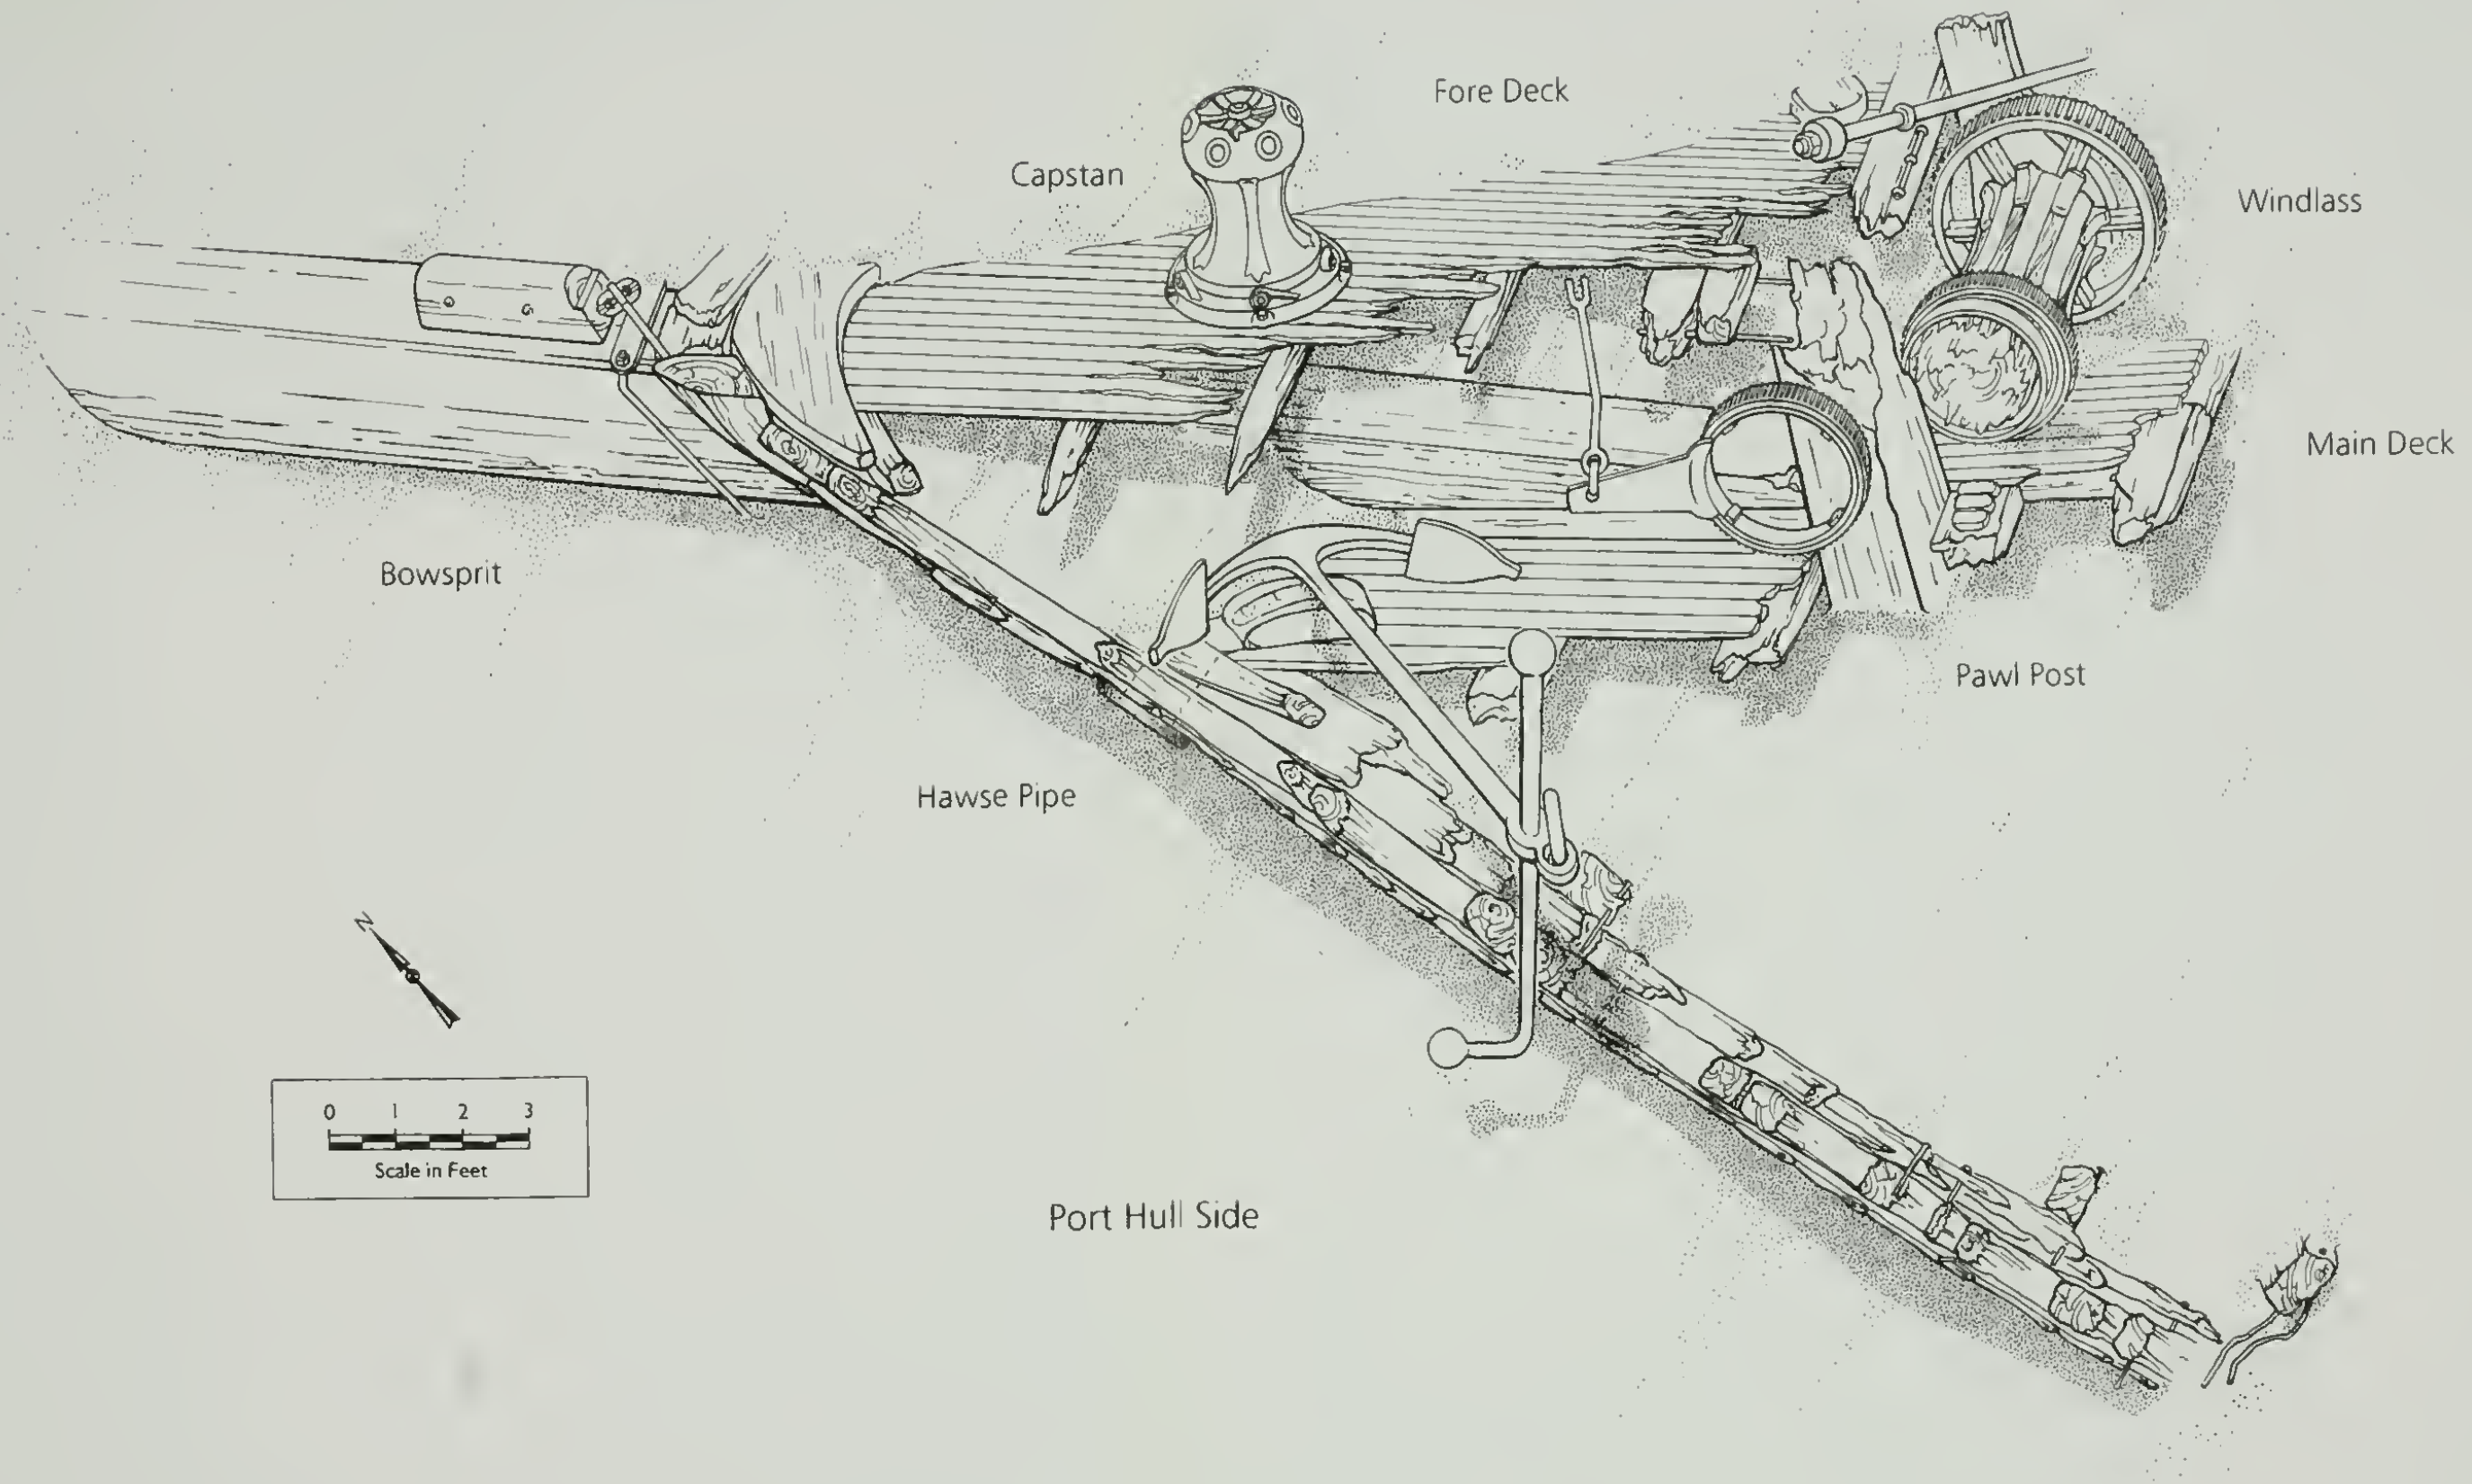 Fore Deck
Capstan
Windlass
Main Deck
Bowsprit
Pawl Post
Hawse Pipe
N
0 1 2 3
Scale in Feet
Port Hull Side